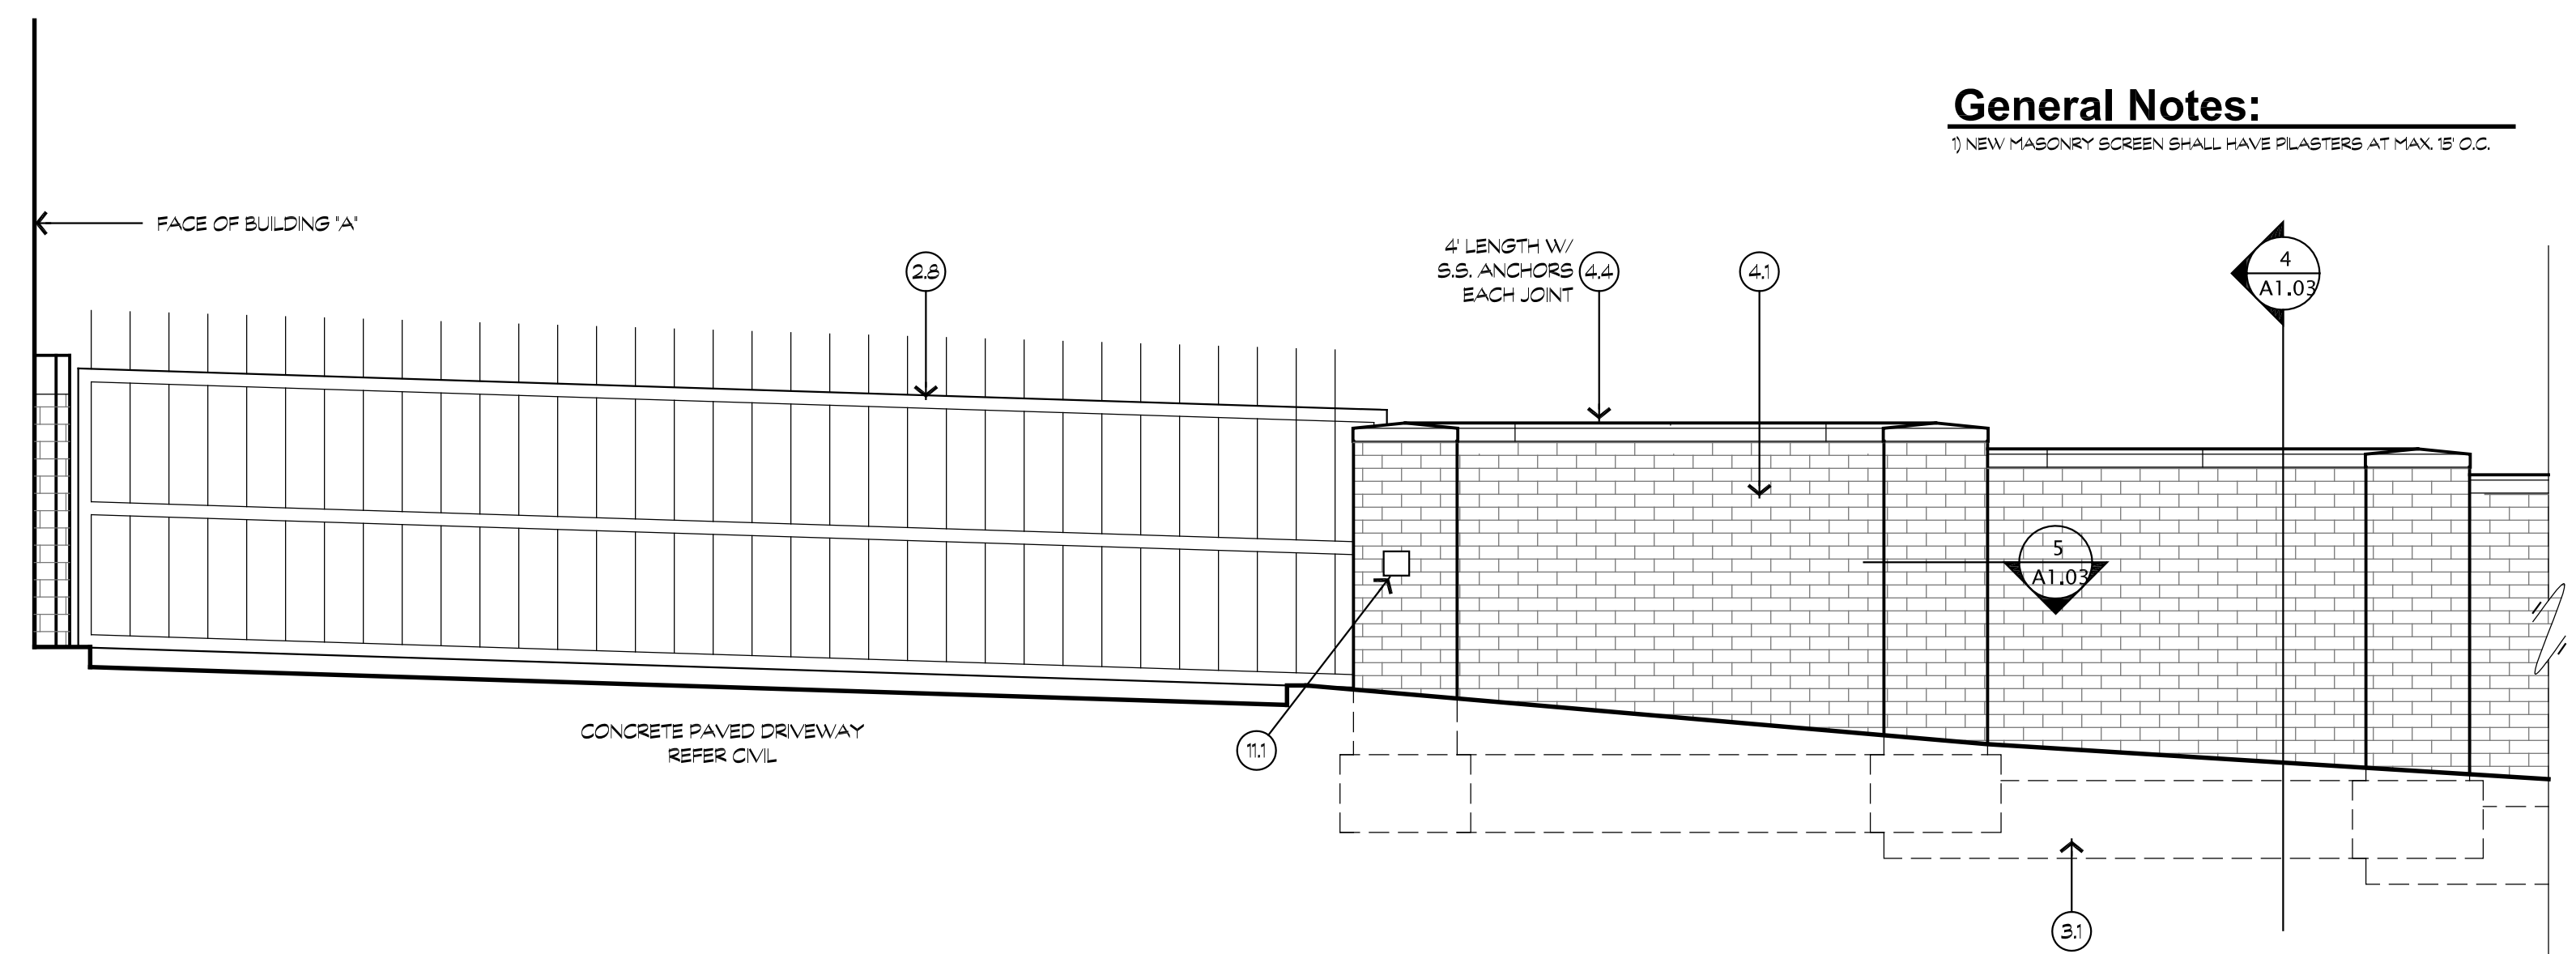 General Notes:
1) NEW MASONRY SCREEN SHALL HAVE PILASTERS AT MAX. 15' O.C.
FACE OF BUILDING "A"
2.8
4' LENGTH W/
S.S. ANCHORS
EACH JOINT
4.4
4.1
4
A1.03
5
A1.03
CONCRETE PAVED DRIVEWAY
REFER CIVIL
11.1
3.1